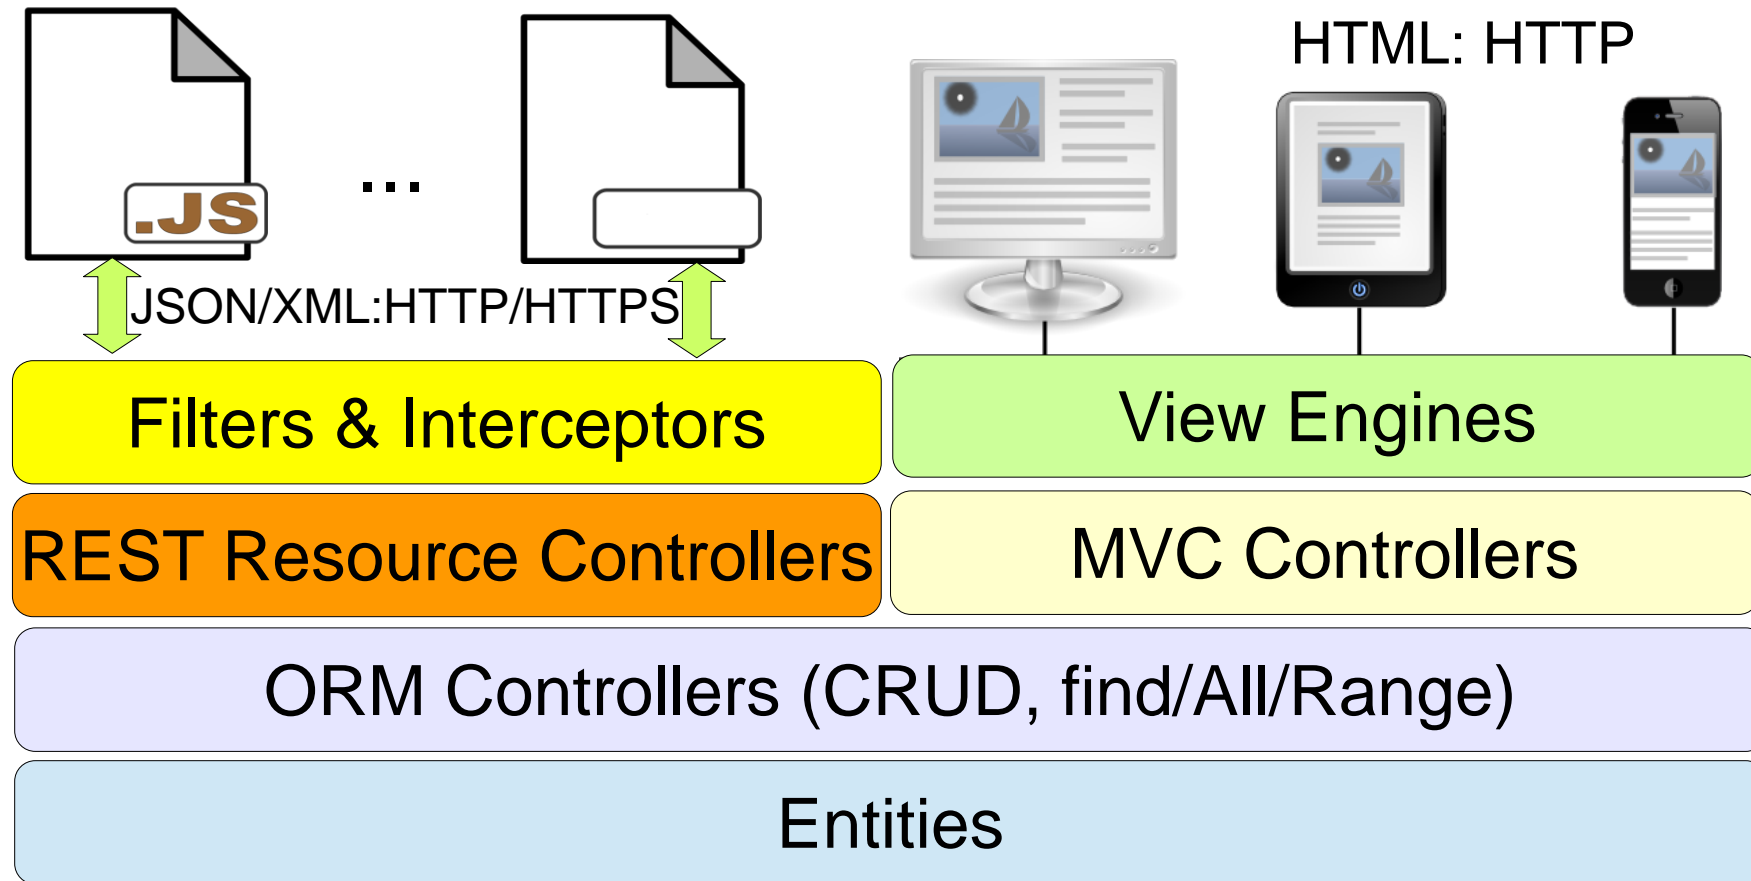 HTML: HTTP
.JS
...
JSON/XML:HTTP/HTTPS
Filters & Interceptors
View Engines
REST Resource Controllers
MVC Controllers
ORM Controllers (CRUD, find/All/Range)
Entities